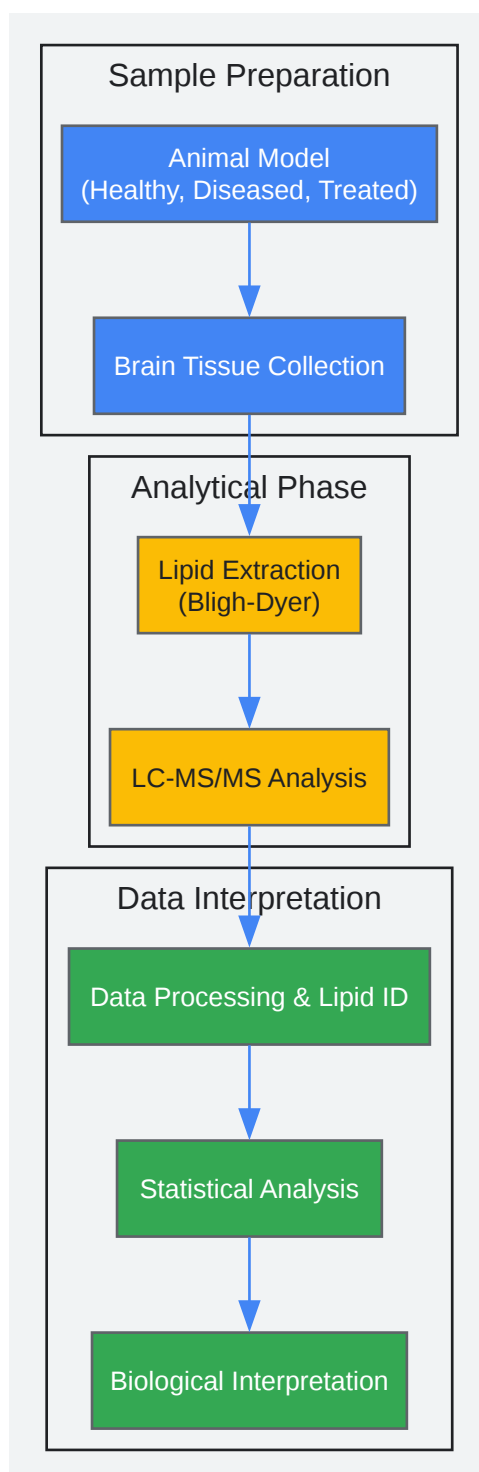 Sample Preparation
Animal Model
(Healthy, Diseased, Treated)
Brain Tissue Collection
Analytical Phase
Lipid Extraction
(Bligh-Dyer)
LC-MS/MS Analysis
Data Interpretation
Data Processing & Lipid ID
Statistical Analysis
Biological Interpretation